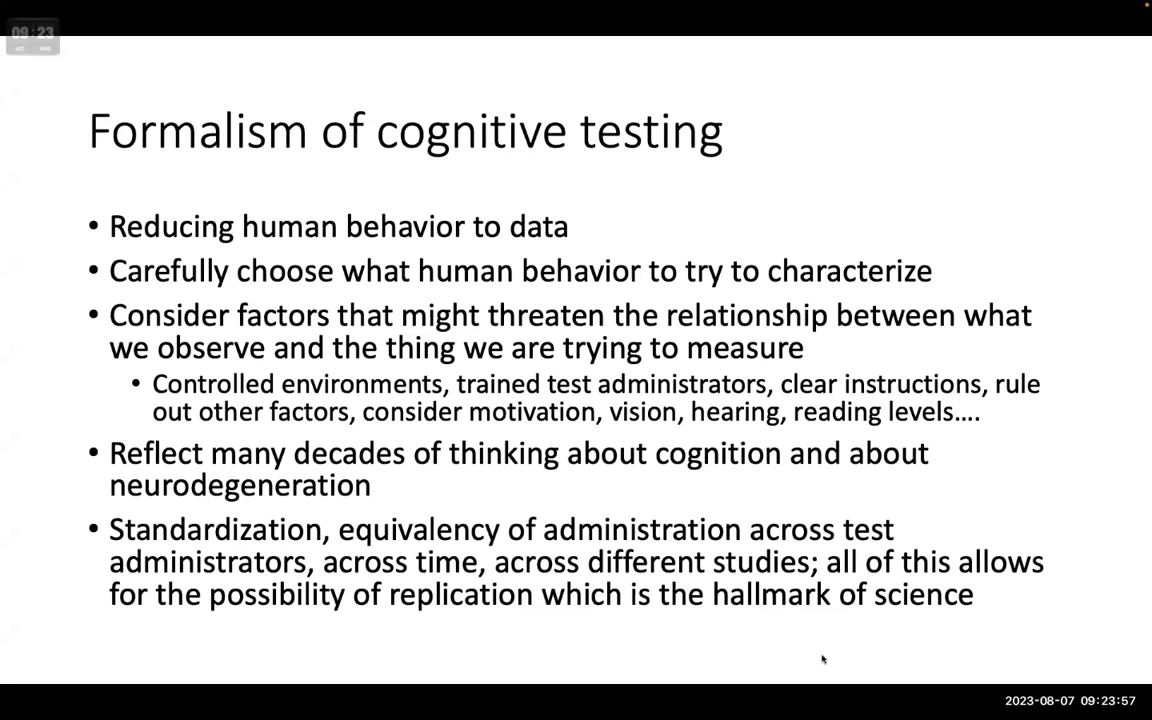 09:23
Formalism of cognitive testing
• Reducing human behavior to data
• Carefully choose what human behavior to try to characterize
• Consider factors that might threaten the relationship between what
we observe and the thing we are trying to measure
• Controlled environments, trained test administrators, clear instructions, rule
out other factors, consider motivation, vision, hearing, reading levels….
• Reflect many decades of thinking about cognition and about
neurodegeneration
• Standardization, equivalency of administration across test
administrators, across time, across different studies; all of this allows
for the possibility of replication which is the hallmark of science
2023-08-07 09:23:57